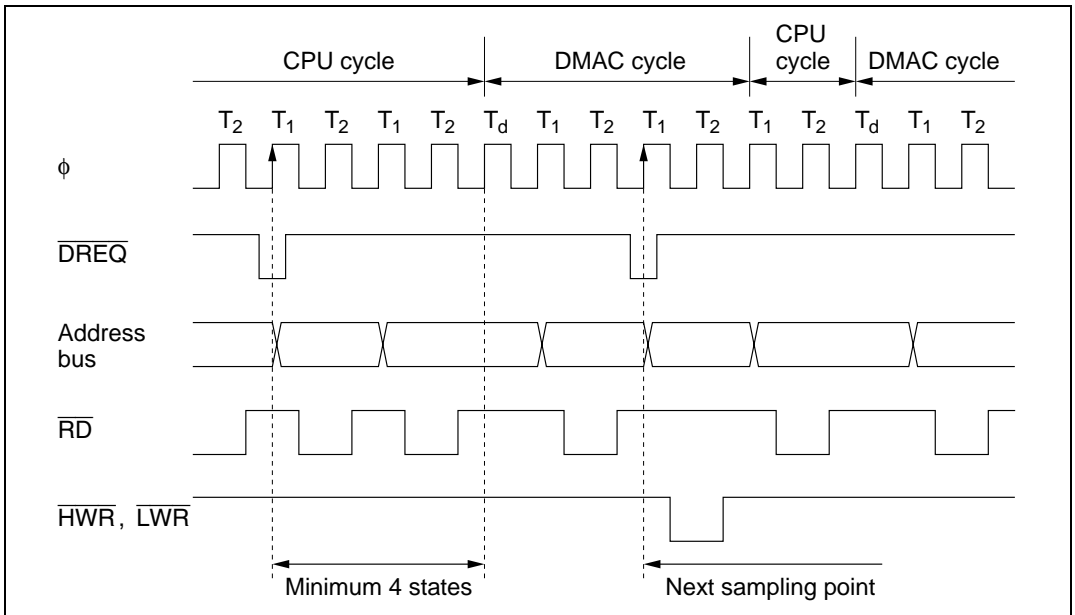 CPU cycle DMAC cycle CPU cycle DMAC cycle
T2 T1 T2 T1 T2 Td T1 T2 T1 T2 T1 T2 Td T1 T2
ϕ
DREQ
Address
bus
RD
HWR, LWR
Minimum 4 states Next sampling point